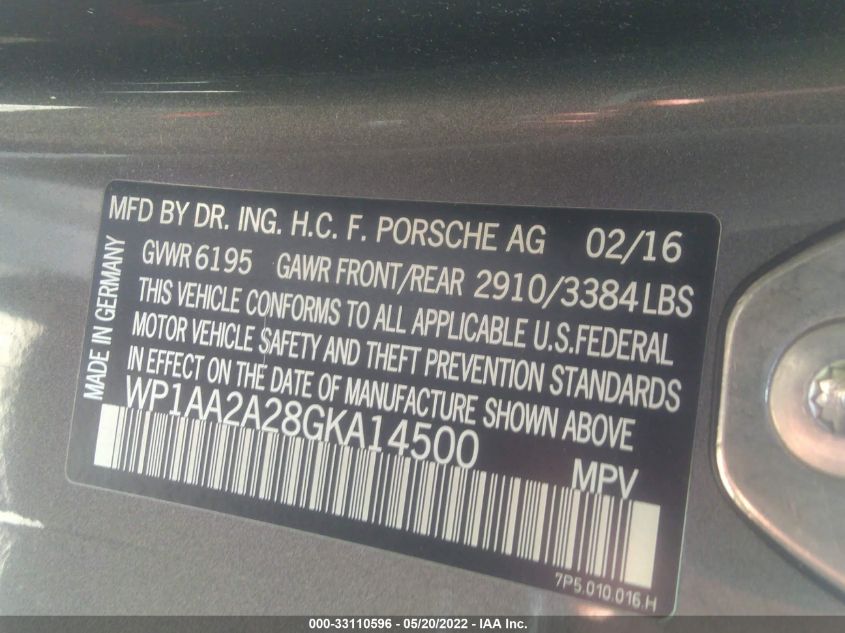 MFD BY DR. ING. H.C. F. PORSCHE AG 02/16
GVWR 6195 GAWR FRONT/REAR 2910/3384 LBS
THIS VEHICLE CONFORMS TO ALL APPLICABLE U.S.FEDERAL
MOTOR VEHICLE SAFETY AND THEFT PREVENTION STANDARDS
IN EFFECT ON THE DATE OF MANUFACTURE SHOWN ABOVE
WP1AA2A28GKA14500 MPV
MADE IN GERMANY
7P5.010.016.H
000-33110596 - 05/20/2022 - IAA Inc.